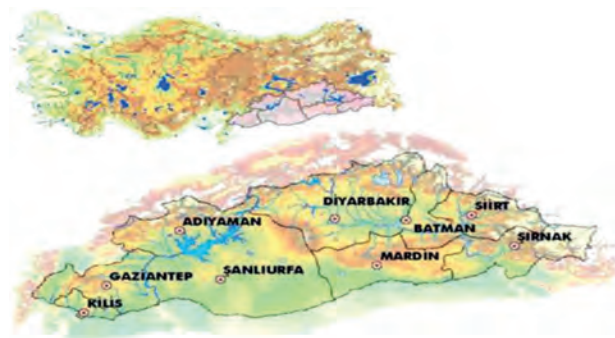 DİYARBAKIR
SİİRT
ADIYAMAN
BATMAN
ŞIRNAK
GAZİANTEP
ŞANLIURFA
MARDİN
KİLİS